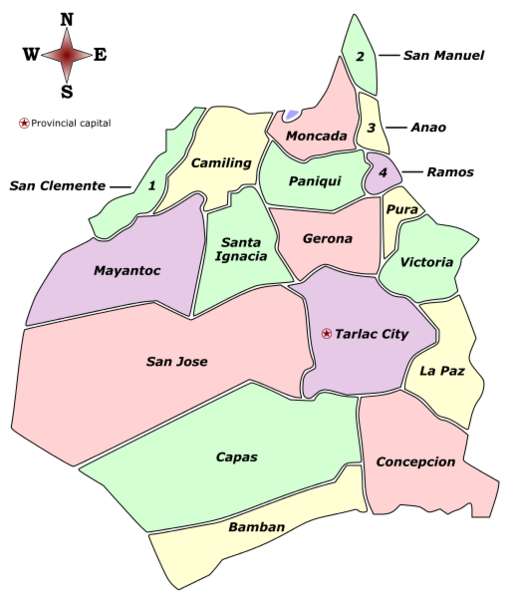 N
W E
S
Provincial capital
2 San Manuel
3 Anao
Moncada
Camiling
4 Ramos
Paniqui
San Clemente 1
Pura
Santa
Ignacia
Gerona
Victoria
Mayantoc
Tarlac City
San Jose
La Paz
Capas
Concepcion
Bamban